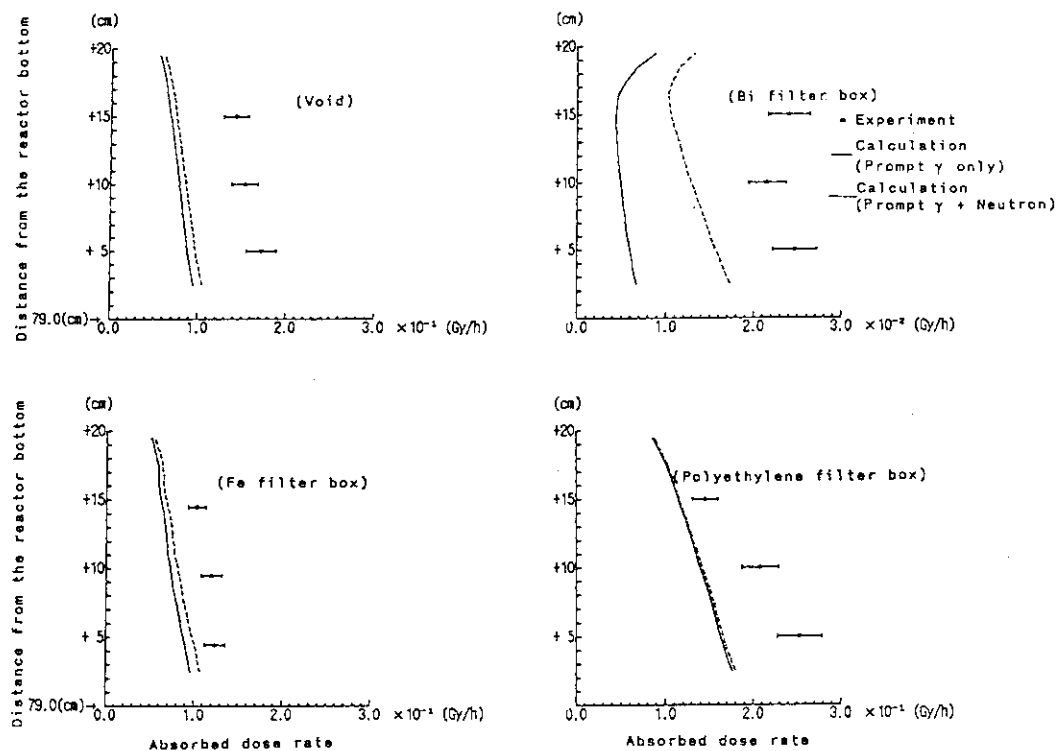 (cm)
+20
+15
+10
+ 5
79.0(cm)→
0.0 1.0 2.0 3.0 ×10⁻¹ (Gy/h)
(Void)
Distance from the reactor bottom
(cm)
+20
+15
+10
+ 5
0.0 1.0 2.0 3.0 ×10⁻² (Gy/h)
(Bi filter box)
• Experiment
Calculation
(Prompt γ only)
Calculation
(Prompt γ + Neutron)
(cm)
+20
+15
+10
+ 5
79.0(cm)→
0.0 1.0 2.0 3.0 ×10⁻¹ (Gy/h)
(Fe filter box)
Distance from the reactor bottom
Absorbed dose rate
(cm)
+20
+15
+10
+ 5
0.0 1.0 2.0 3.0 ×10⁻¹ (Gy/h)
(Polyethylene filter box)
Absorbed dose rate